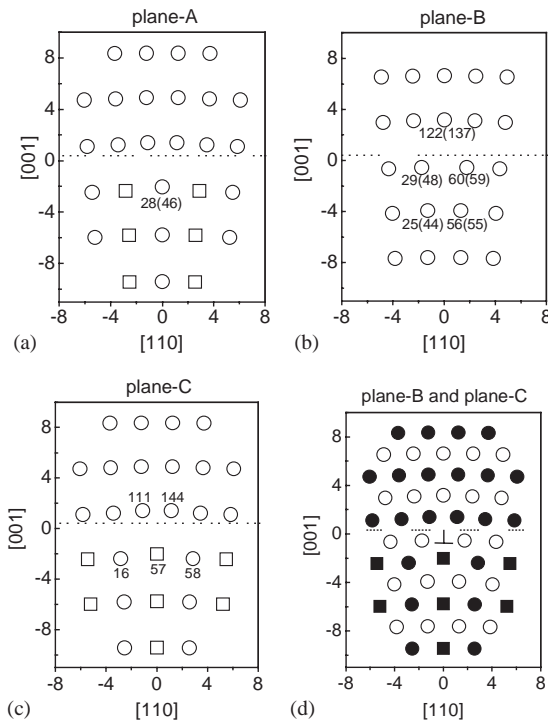 plane-A
8
4
0
-4
-8
[001]
28(46)
-8 -4 0 4 8
[110]
(a)
plane-B
8
4
0
-4
-8
[001]
122(137)
29(48) 60(59)
25(44) 56(55)
-8 -4 0 4 8
[110]
(b)
plane-C
8
4
0
-4
-8
[001]
111 144
16 57 58
-8 -4 0 4 8
[110]
(c)
plane-B and plane-C
8
4
0
-4
-8
[001]
-8 -4 0 4 8
[110]
(d)